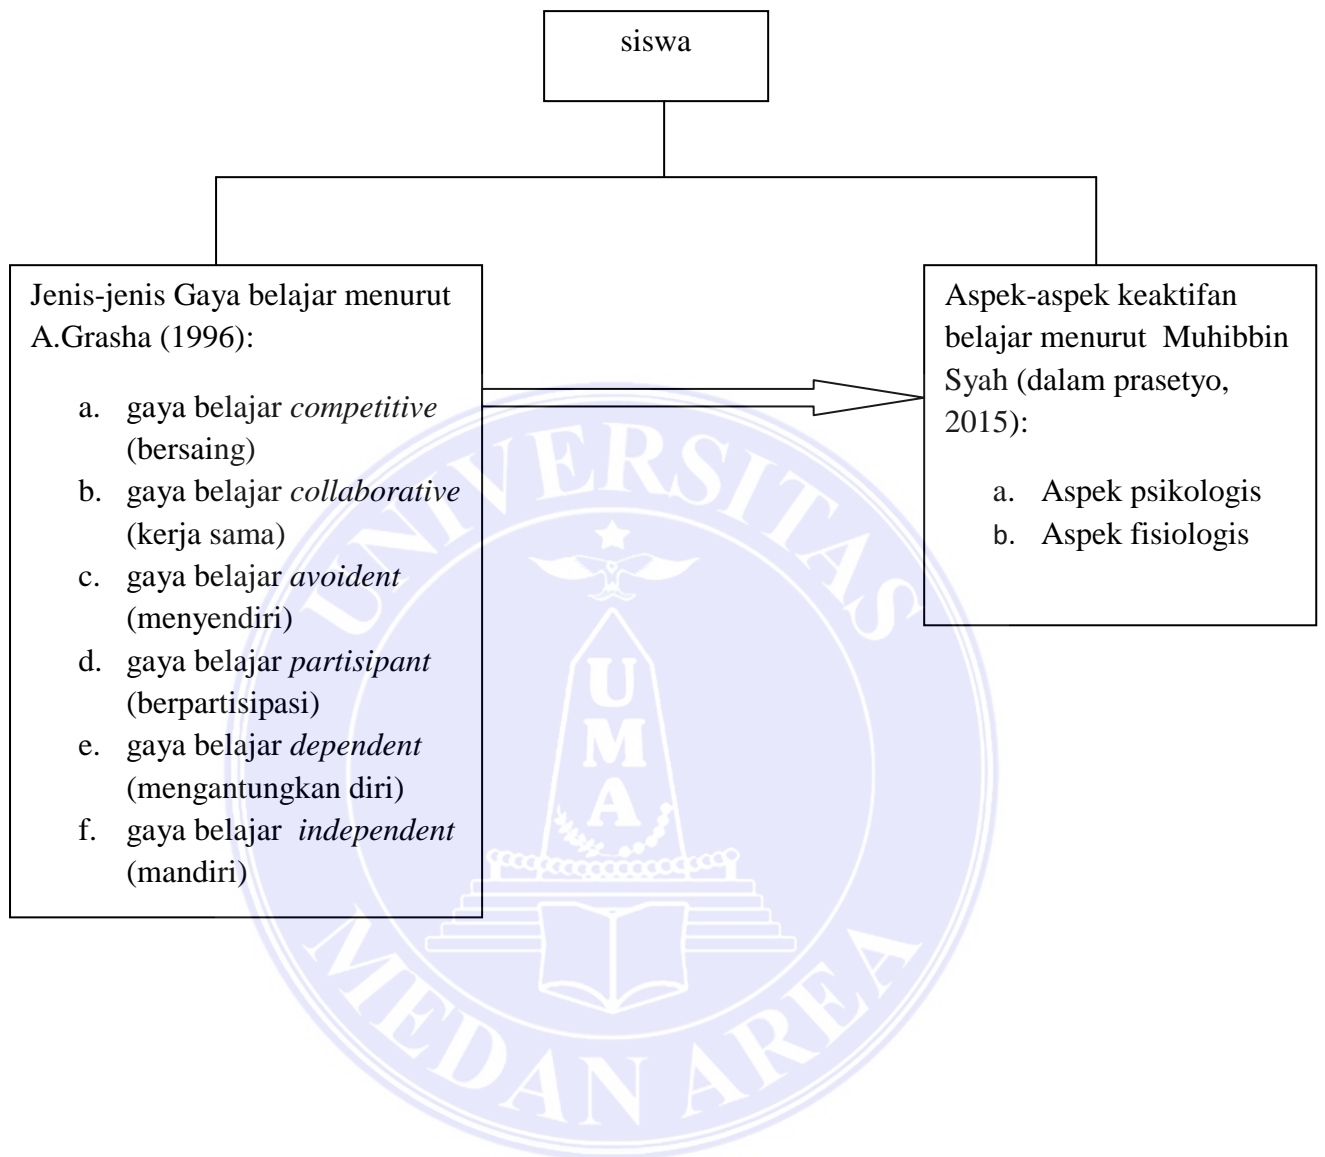 siswa
Jenis-jenis Gaya belajar menurut
A.Grasha (1996):
a. gaya belajar competitive
(bersaing)
b. gaya belajar collaborative
(kerja sama)
c. gaya belajar avoident
(menyendiri)
d. gaya belajar partisipant
(berpartisipasi)
e. gaya belajar dependent
(mengantungkan diri)
f. gaya belajar independent
(mandiri)
Aspek-aspek keaktifan
belajar menurut Muhibbin
Syah (dalam prasetyo,
2015):
a. Aspek psikologis
b. Aspek fisiologis
UNIVERSITAS
UMA
MEDAN AREA